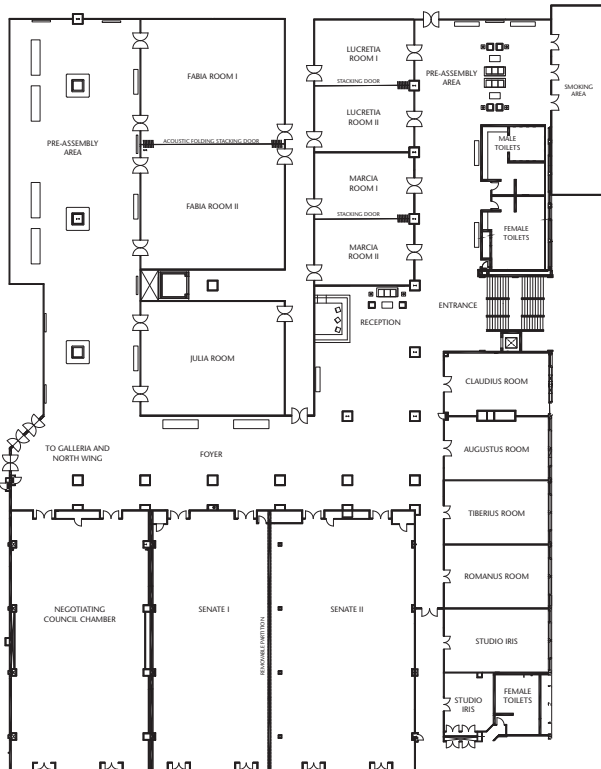 LUCRETIA
ROOM I
FABIA ROOM I
PRE-ASSEMBLY
AREA
STACKING DOOR
SMOKING
AREA
LUCRETIA
ROOM II
PRE-ASSEMBLY
AREA
ACOUSTIC FOLDING STACKING DOOR
MALE
TOILETS
MARCIA
ROOM I
FABIA ROOM II
STACKING DOOR
FEMALE
TOILETS
MARCIA
ROOM II
ENTRANCE
RECEPTION
JULIA ROOM
CLAUDIUS ROOM
TO GALLERIA AND
NORTH WING
FOYER
AUGUSTUS ROOM
TIBERIUS ROOM
ROMANUS ROOM
NEGOTIATING
COUNCIL CHAMBER
SENATE I
REMOVABLE PARTITION
SENATE II
STUDIO IRIS
STUDIO
IRIS
FEMALE
TOILETS